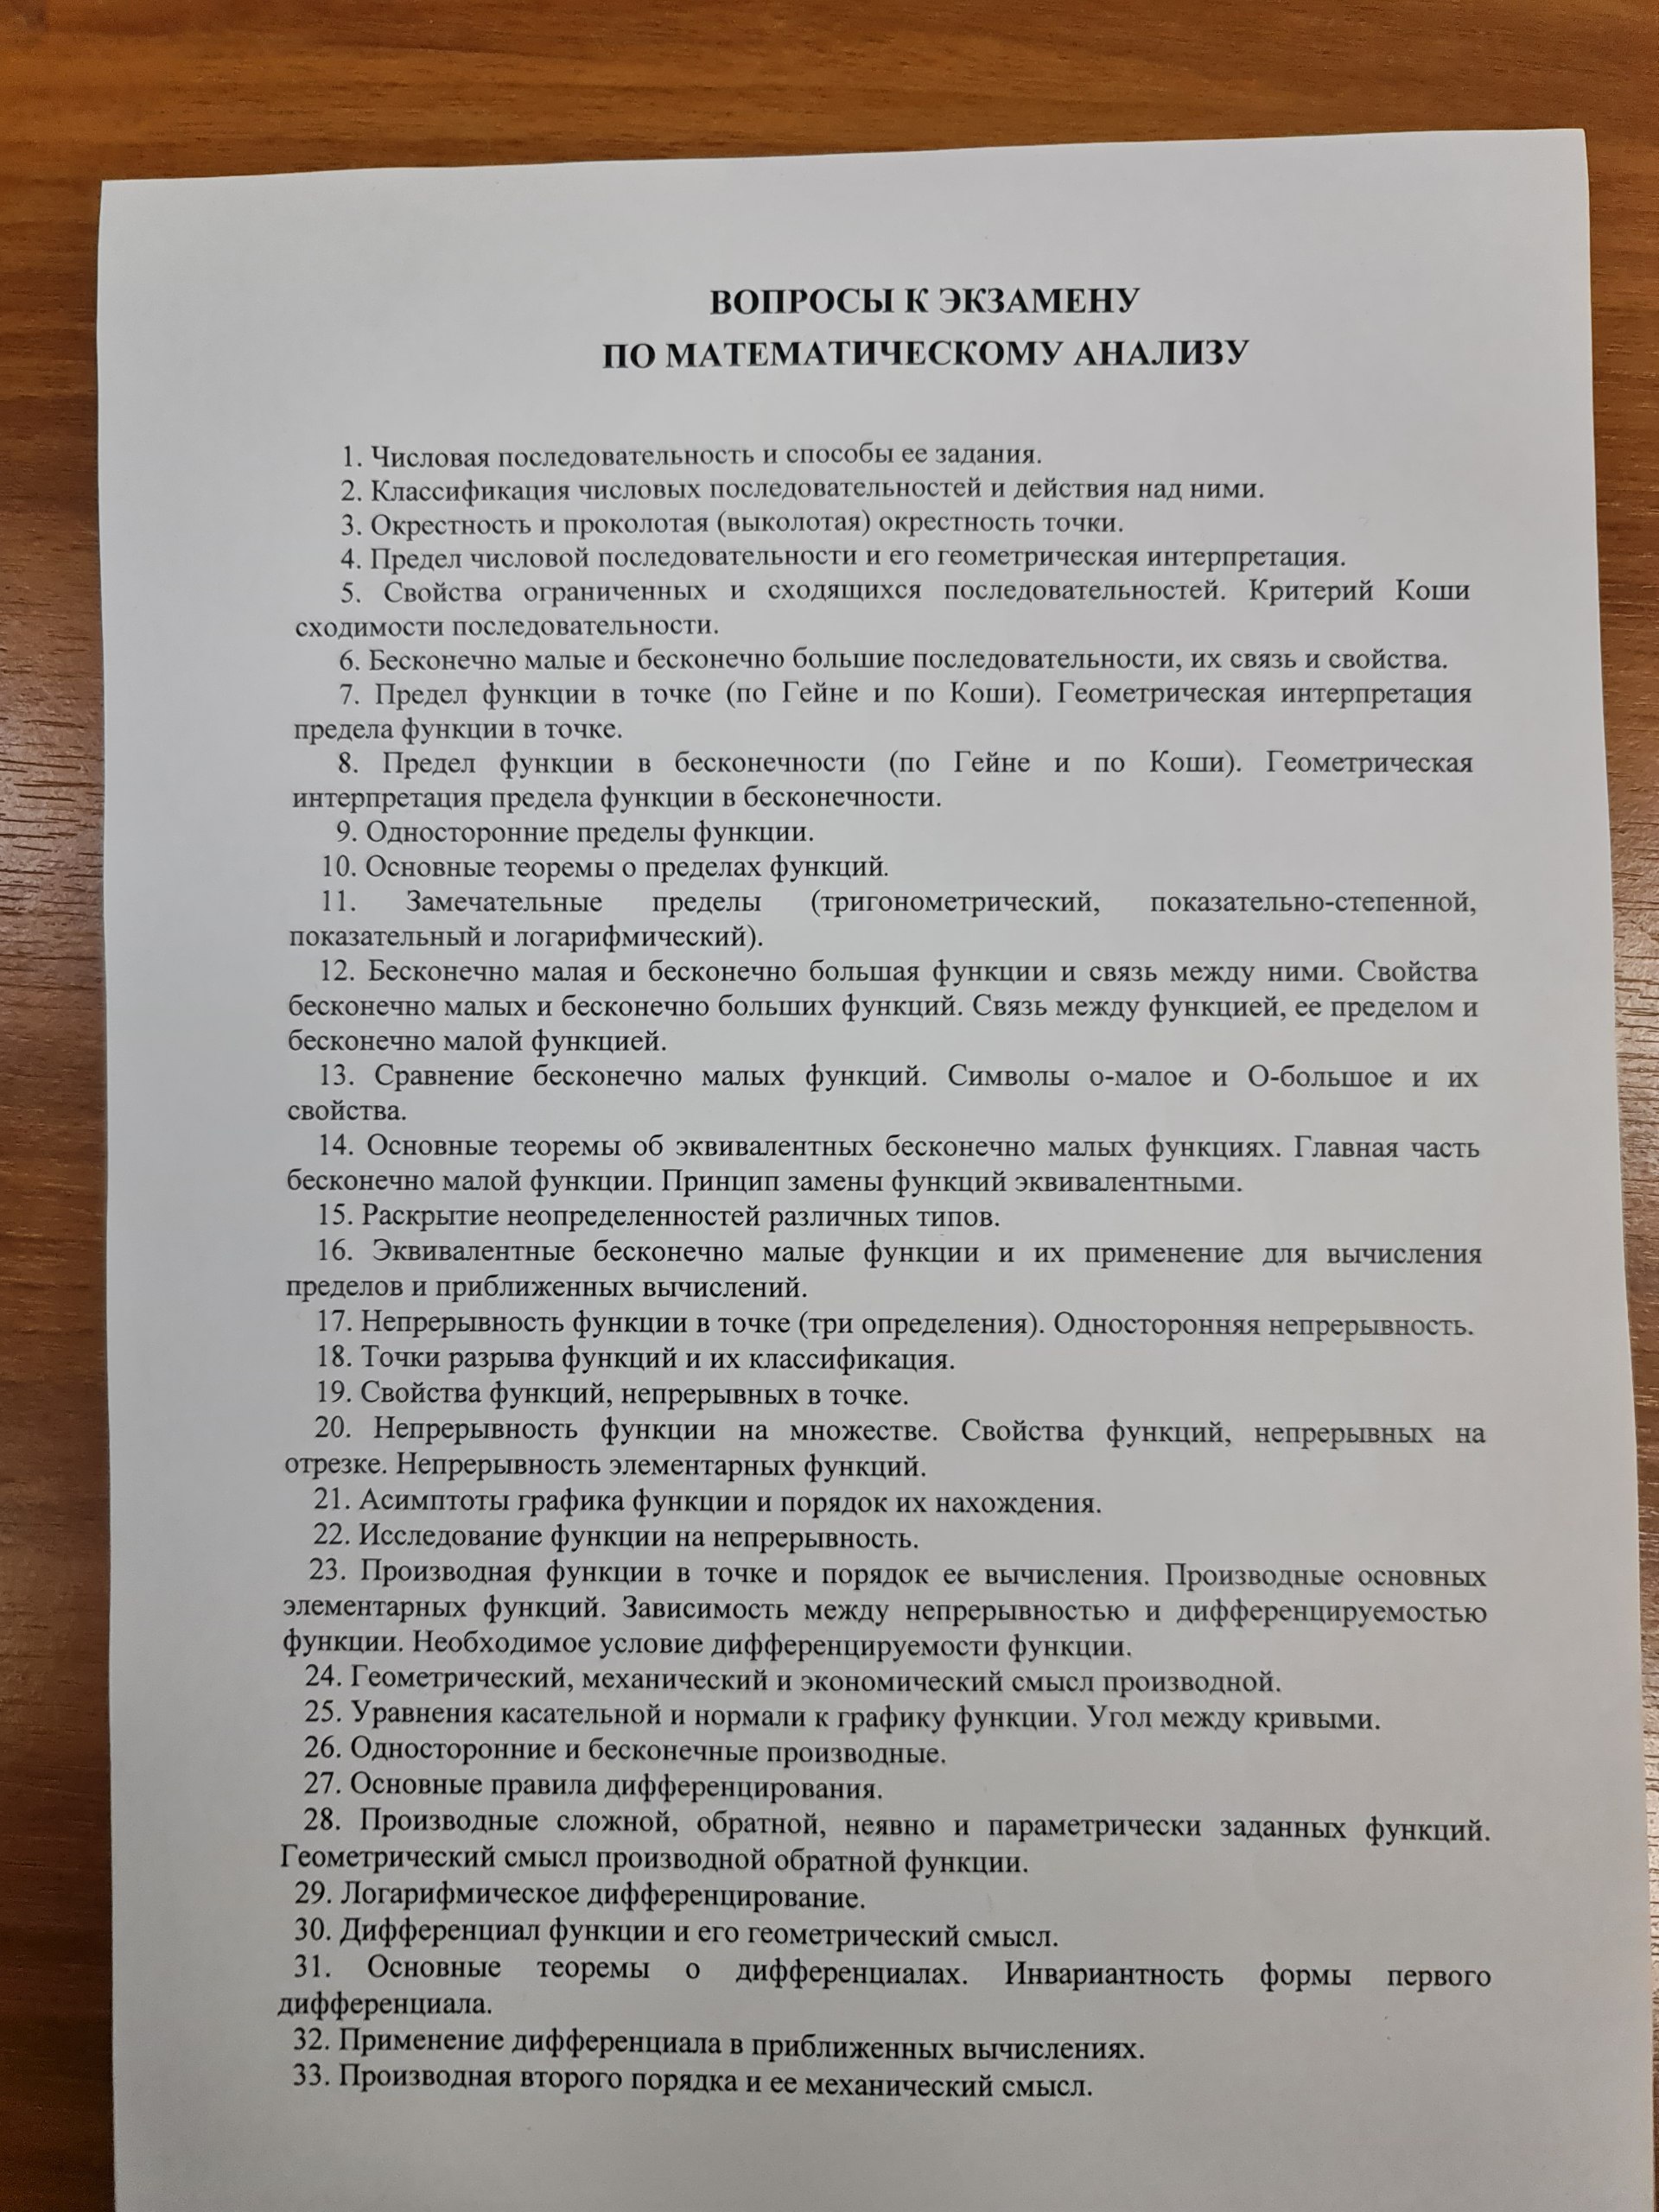 ВОПРОСЫ К ЭКЗАМЕНУ
ПО МАТЕМАТИЧЕСКОМУ АНАЛИЗУ
1. Числовая последовательность и способы ее задания.
2. Классификация числовых последовательностей и действия над ними.
3. Окрестность и проколотая (выколотая) окрестность точки.
4. Предел числовой последовательности и его геометрическая интерпретация.
5. Свойства ограниченных и сходящихся последовательностей. Критерий Коши
сходимости последовательности.
6. Бесконечно малые и бесконечно большие последовательности, их связь и свойства.
7. Предел функции в точке (по Гейне и по Коши). Геометрическая интерпретация
предела функции в точке.
8. Предел функции в бесконечности (по Гейне и по Коши). Геометрическая
интерпретация предела функции в бесконечности.
9. Односторонние пределы функции.
10. Основные теоремы о пределах функций.
11. Замечательные пределы (тригонометрический, показательно-степенной,
показательный и логарифмический).
12. Бесконечно малая и бесконечно большая функции и связь между ними. Свойства
бесконечно малых и бесконечно больших функций. Связь между функцией, ее пределом и
бесконечно малой функцией.
13. Сравнение бесконечно малых функций. Символы о-малое и О-большое и их
свойства.
14. Основные теоремы об эквивалентных бесконечно малых функциях. Главная часть
бесконечно малой функции. Принцип замены функций эквивалентными.
15. Раскрытие неопределенностей различных типов.
16. Эквивалентные бесконечно малые функции и их применение для вычисления
пределов и приближенных вычислений.
17. Непрерывность функции в точке (три определения). Односторонняя непрерывность.
18. Точки разрыва функций и их классификация.
19. Свойства функций, непрерывных в точке.
20. Непрерывность функции на множестве. Свойства функций, непрерывных на
отрезке. Непрерывность элементарных функций.
21. Асимптоты графика функции и порядок их нахождения.
22. Исследование функции на непрерывность.
23. Производная функции в точке и порядок ее вычисления. Производные основных
элементарных функций. Зависимость между непрерывностью и дифференцируемостью
функции. Необходимое условие дифференцируемости функции.
24. Геометрический, механический и экономический смысл производной.
25. Уравнения касательной и нормали к графику функции. Угол между кривыми.
26. Односторонние и бесконечные производные.
27. Основные правила дифференцирования.
28. Производные сложной, обратной, неявно и параметрически заданных функций.
Геометрический смысл производной обратной функции.
29. Логарифмическое дифференцирование.
30. Дифференциал функции и его геометрический смысл.
31. Основные теоремы о дифференциалах. Инвариантность формы первого
дифференциала.
32. Применение дифференциала в приближенных вычислениях.
33. Производная второго порядка и ее механический смысл.